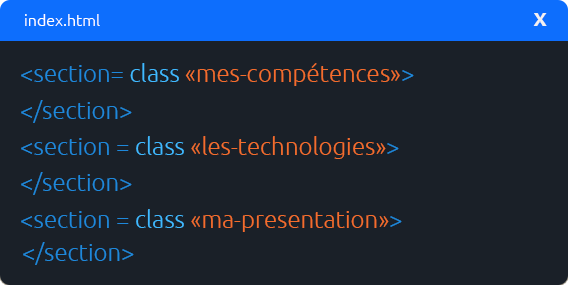 index.html X
<section= class «mes-compétences»>
</section>
<section = class «les-technologies»>
</section>
<section = class «ma-presentation»>
</section>